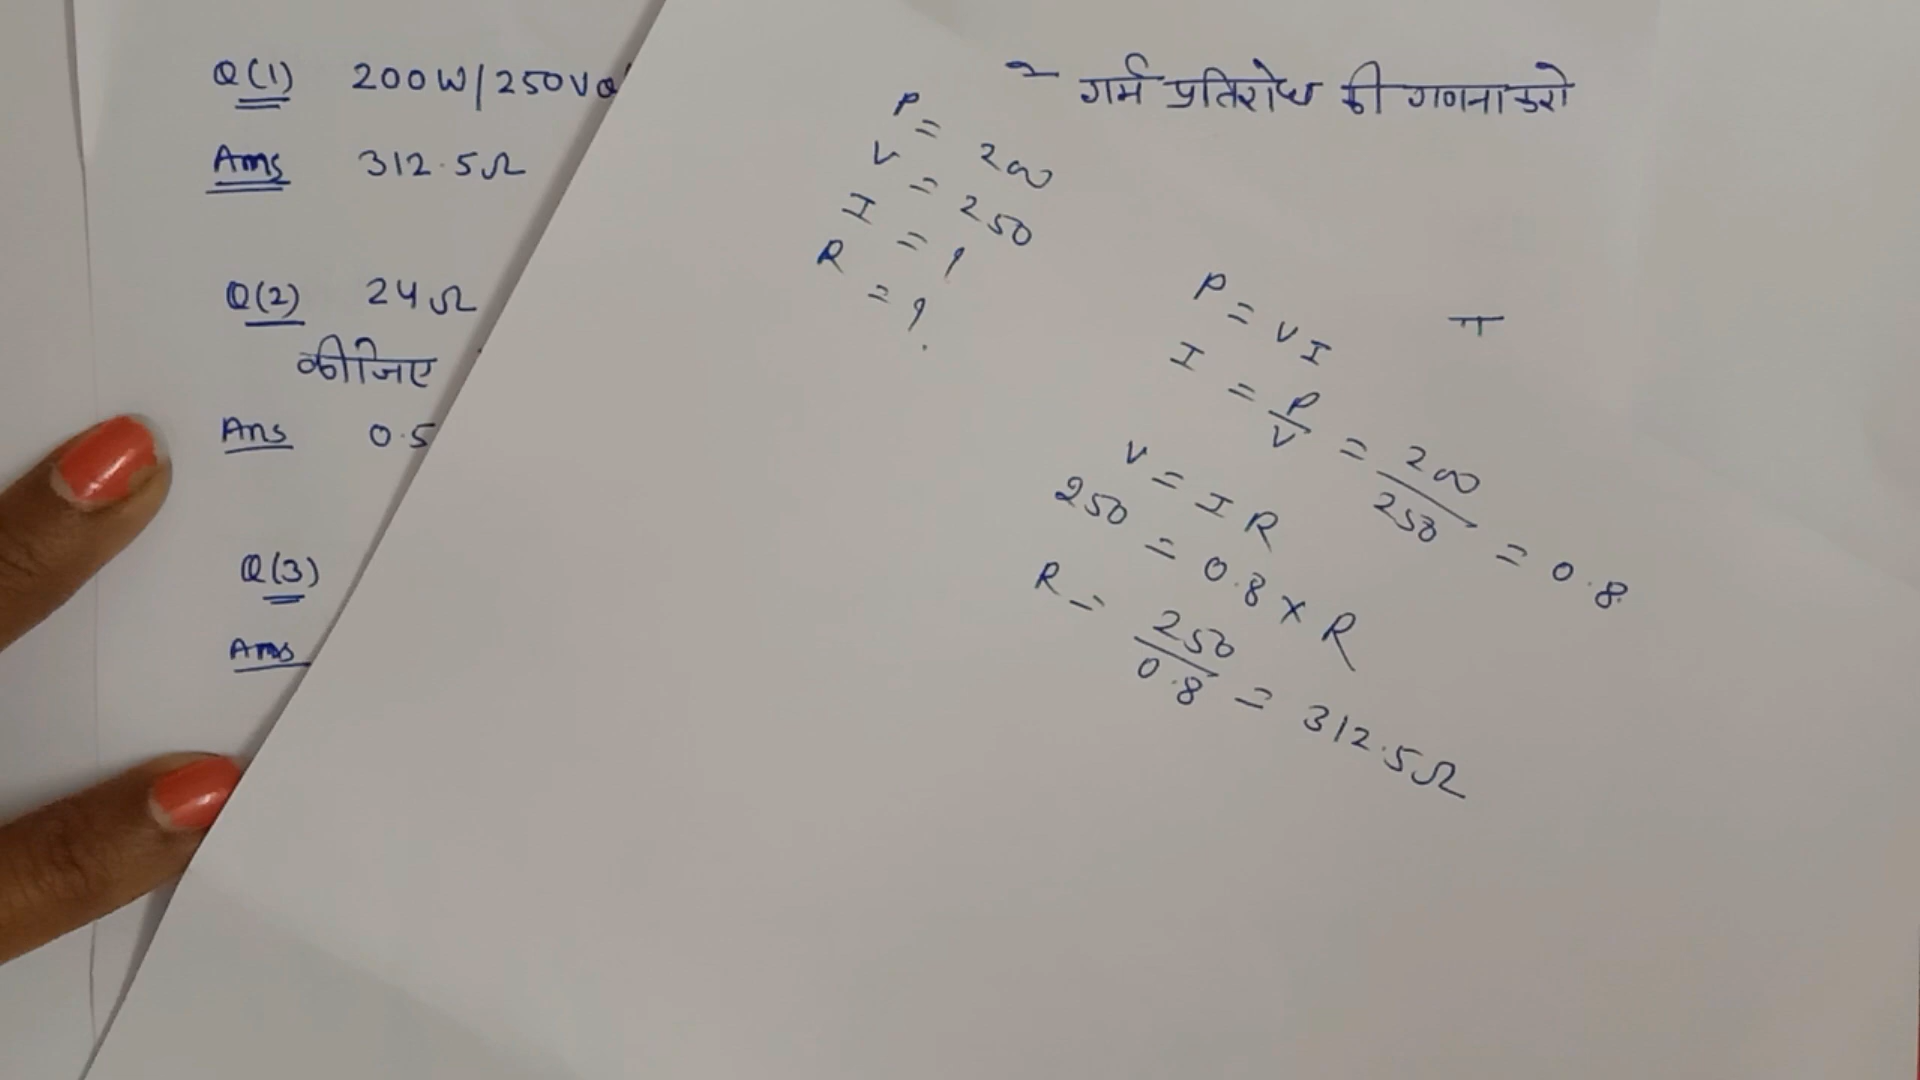 Q(1) 200W/250V
गर्म प्रतिरोध की गणना करो
Ans 312.5Ω
Q(2) 24Ω
कीजिए
Ans 0.5
Q(3)
Ans
P = 200
V = 250
I = ?
R = ?
P = VI
I = P/V = 200/250 = 0.8
V = IR
250 = 0.8 × R
R = 250/0.8 = 312.5Ω